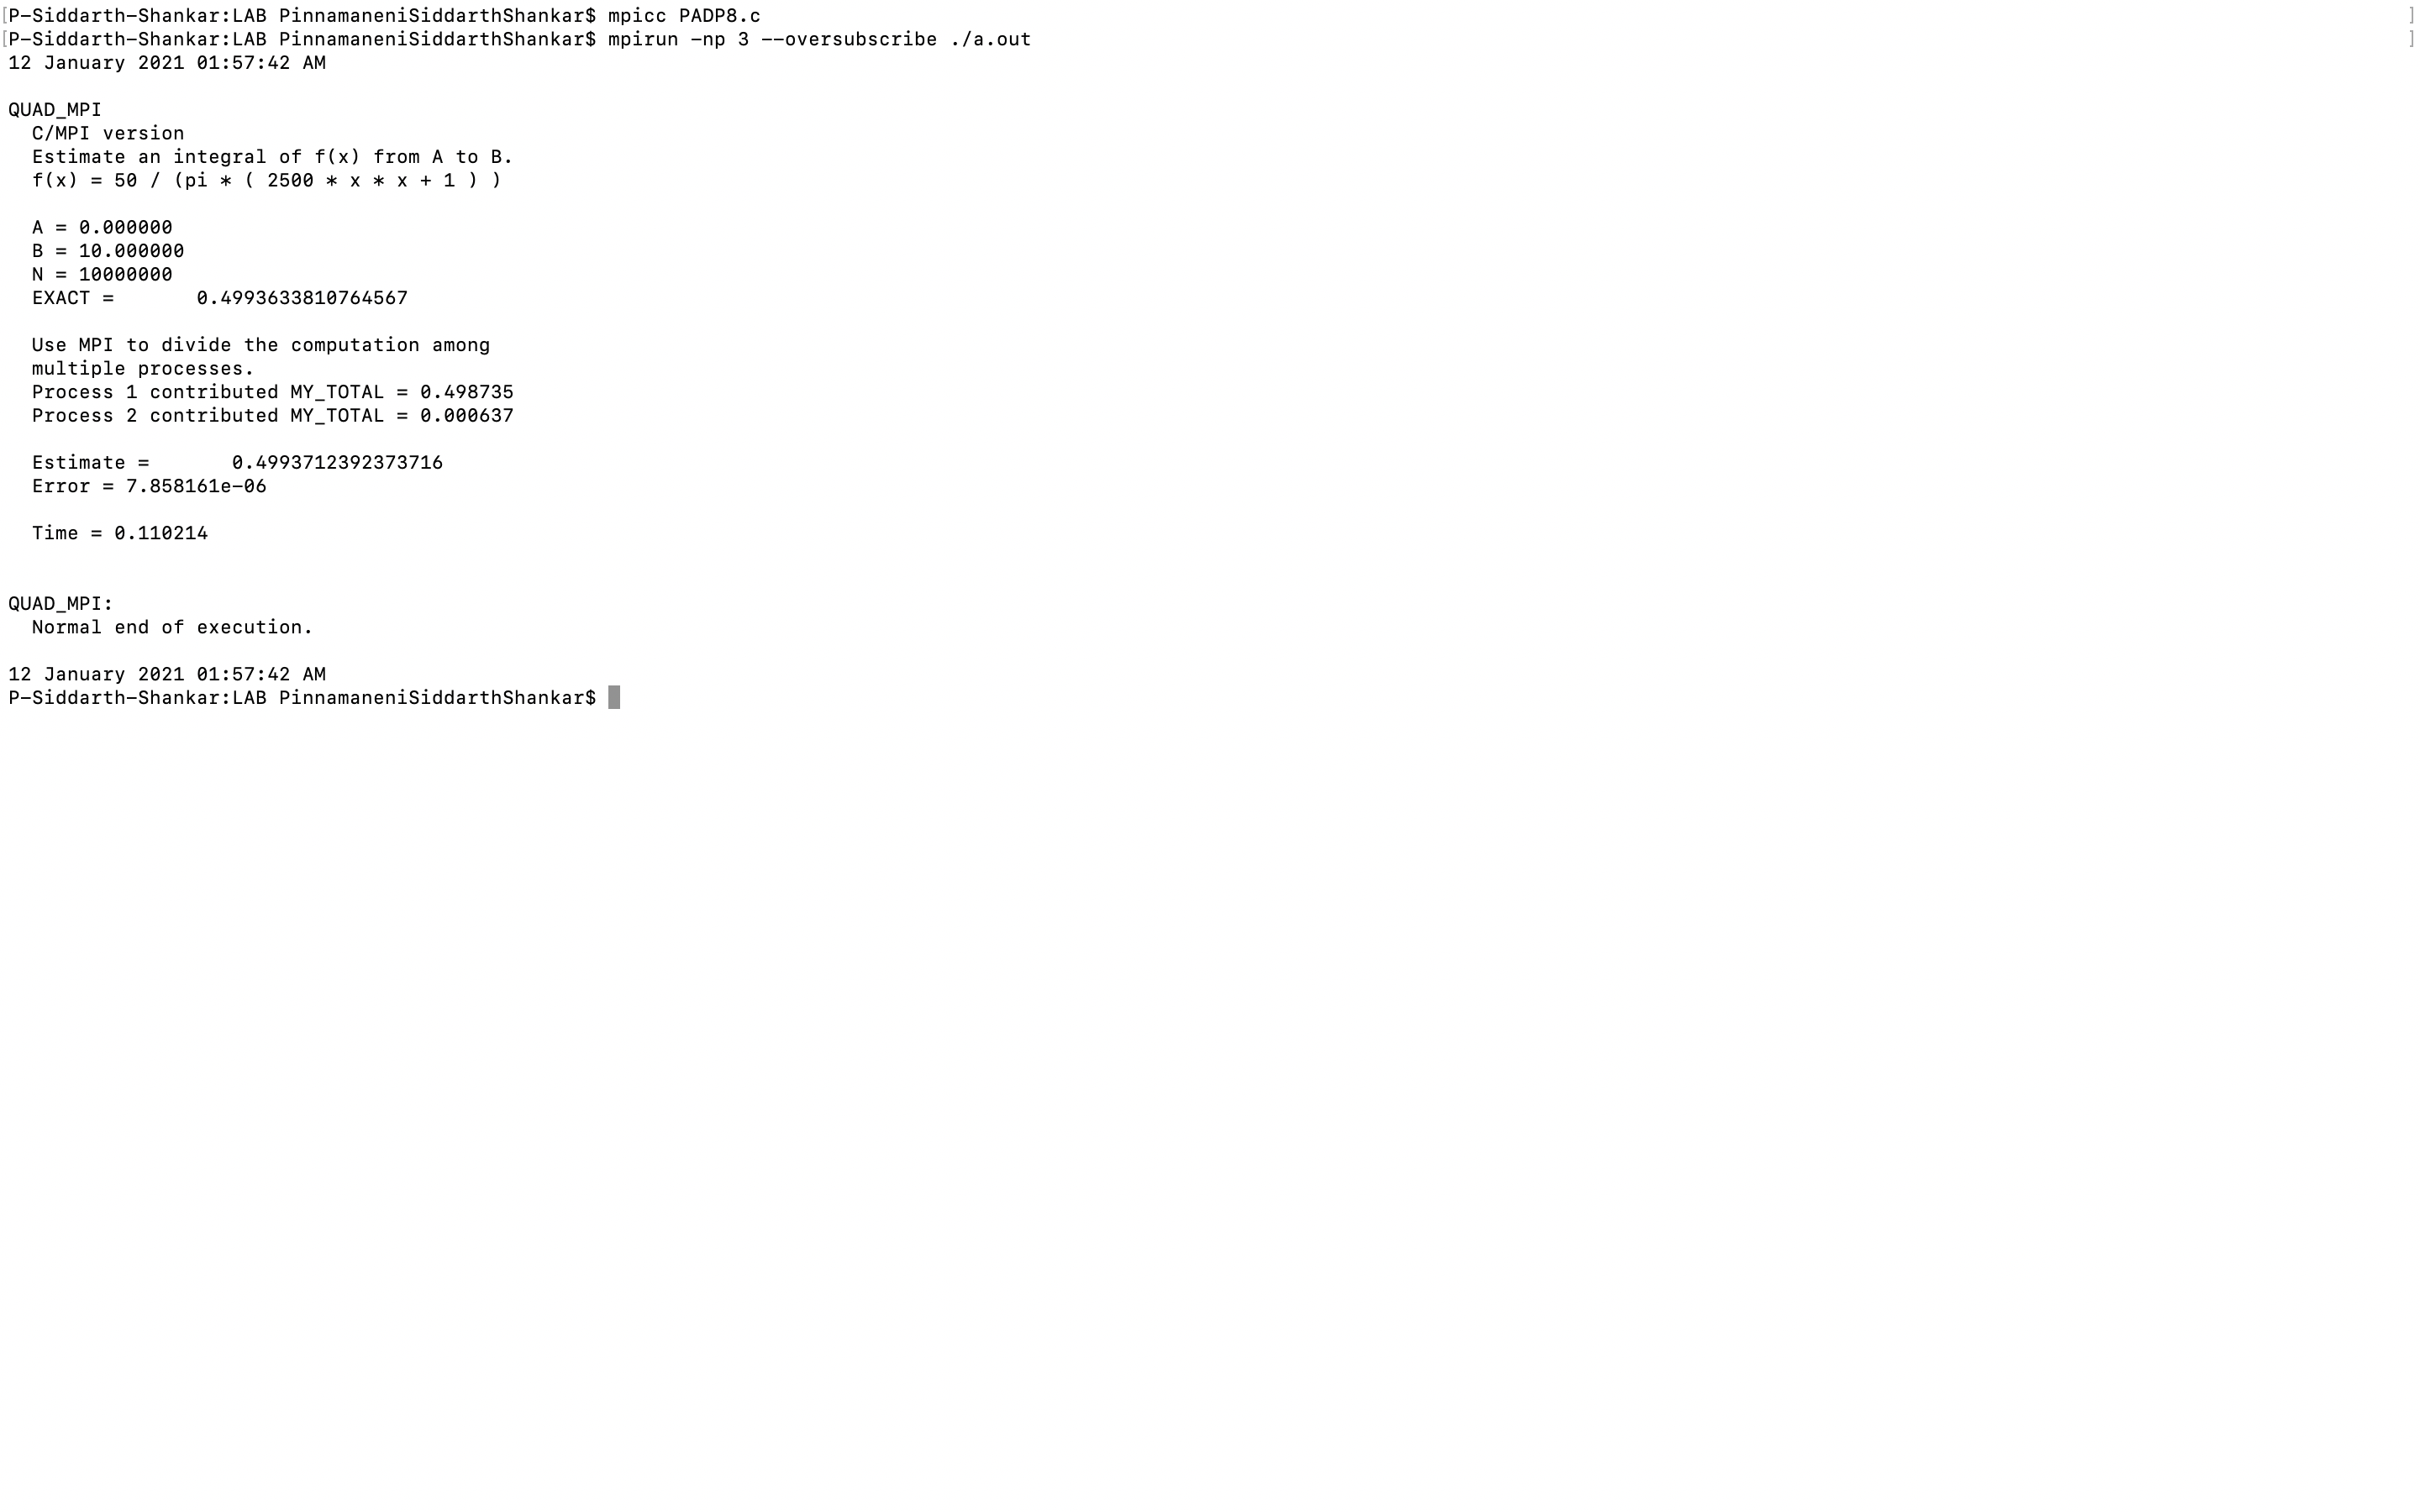 [P-Siddarth-Shankar:LAB PinnamaneniSiddarthShankar$ mpicc PADP8.c ]
[P-Siddarth-Shankar:LAB PinnamaneniSiddarthShankar$ mpirun -np 3 --oversubscribe ./a.out ]
12 January 2021 01:57:42 AM
QUAD_MPI
C/MPI version
Estimate an integral of f(x) from A to B.
f(x) = 50 / (pi * ( 2500 * x * x + 1 ) )
A = 0.000000
B = 10.000000
N = 10000000
EXACT =       0.4993633810764567
Use MPI to divide the computation among
multiple processes.
Process 1 contributed MY_TOTAL = 0.498735
Process 2 contributed MY_TOTAL = 0.000637
Estimate =       0.4993712392373716
Error = 7.858161e-06
Time = 0.110214
QUAD_MPI:
Normal end of execution.
12 January 2021 01:57:42 AM
P-Siddarth-Shankar:LAB PinnamaneniSiddarthShankar$